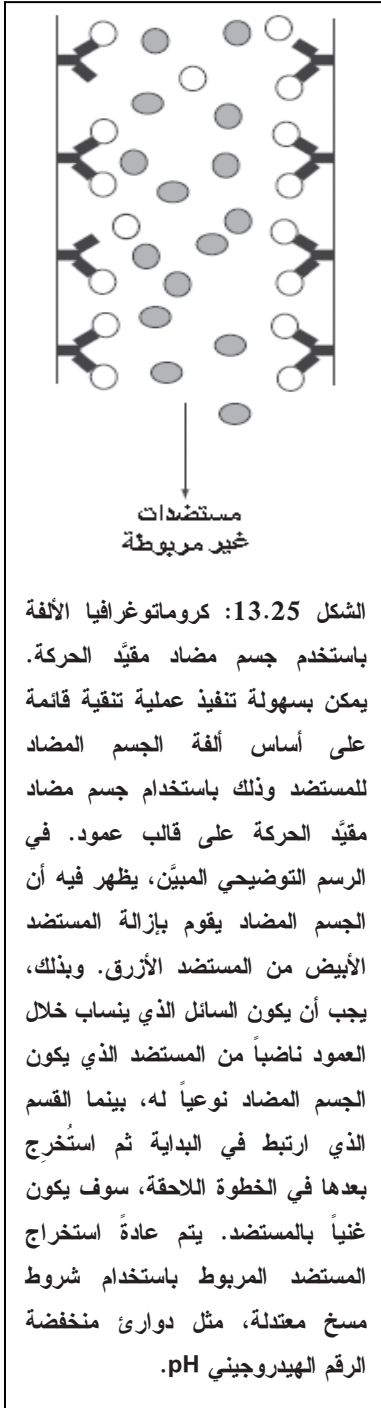 مستضدات
غير مربوطة
الشكل 13.25: كروماتوغرافيا الألفة
باستخدم جسم مضاد مقيَّد الحركة.
يمكن بسهولة تنفيذ عملية تنقية قائمة
على أساس ألفة الجسم المضاد
للمستضد وذلك باستخدام جسم مضاد
مقيَّد الحركة على قالب عمود. في
الرسم التوضيحي المبيَّن، يظهر فيه أن
الجسم المضاد يقوم بإزالة المستضد
الأبيض من المستضد الأزرق. وبذلك،
يجب أن يكون السائل الذي ينساب خلال
العمود ناضباً من المستضد الذي يكون
الجسم المضاد نوعياً له، بينما القسم
الذي ارتبط في البداية ثم استُخرِج
بعدها في الخطوة اللاحقة، سوف يكون
غنياً بالمستضد. يتم عادةً استخراج
المستضد المربوط باستخدام شروط
مسخ معتدلة، مثل دوارئ منخفضة
الرقم الهيدروجيني pH.